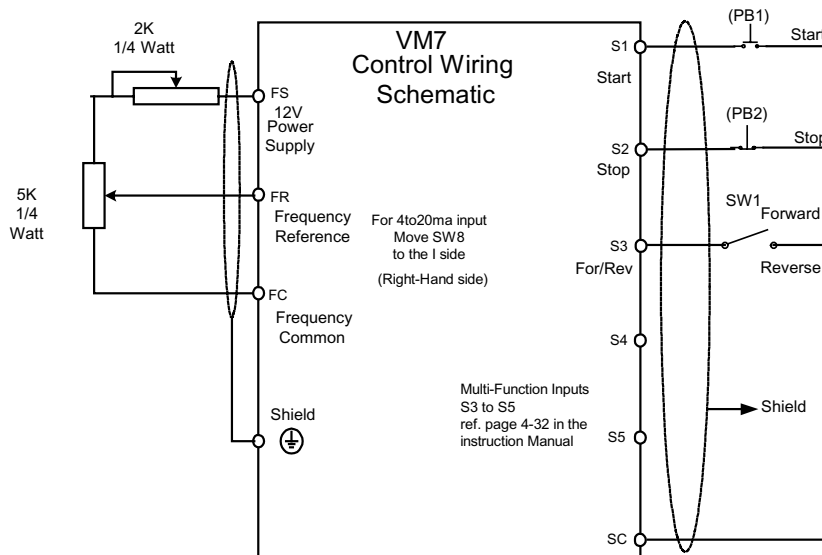 2K
1/4 Watt
5K
1/4
Watt
VM7
Control Wiring
Schematic
FS
12V
Power
Supply
FR
Frequency
Reference
FC
Frequency
Common
Shield
For 4to20ma input
Move SW8
to the I side
(Right-Hand side)
Multi-Function Inputs
S3 to S5
ref. page 4-32 in the
instruction Manual
S1
Start
S2
Stop
S3
For/Rev
S4
S5
SC
(PB1)
Start
(PB2)
Stop
SW1
Forward
Reverse
Shield